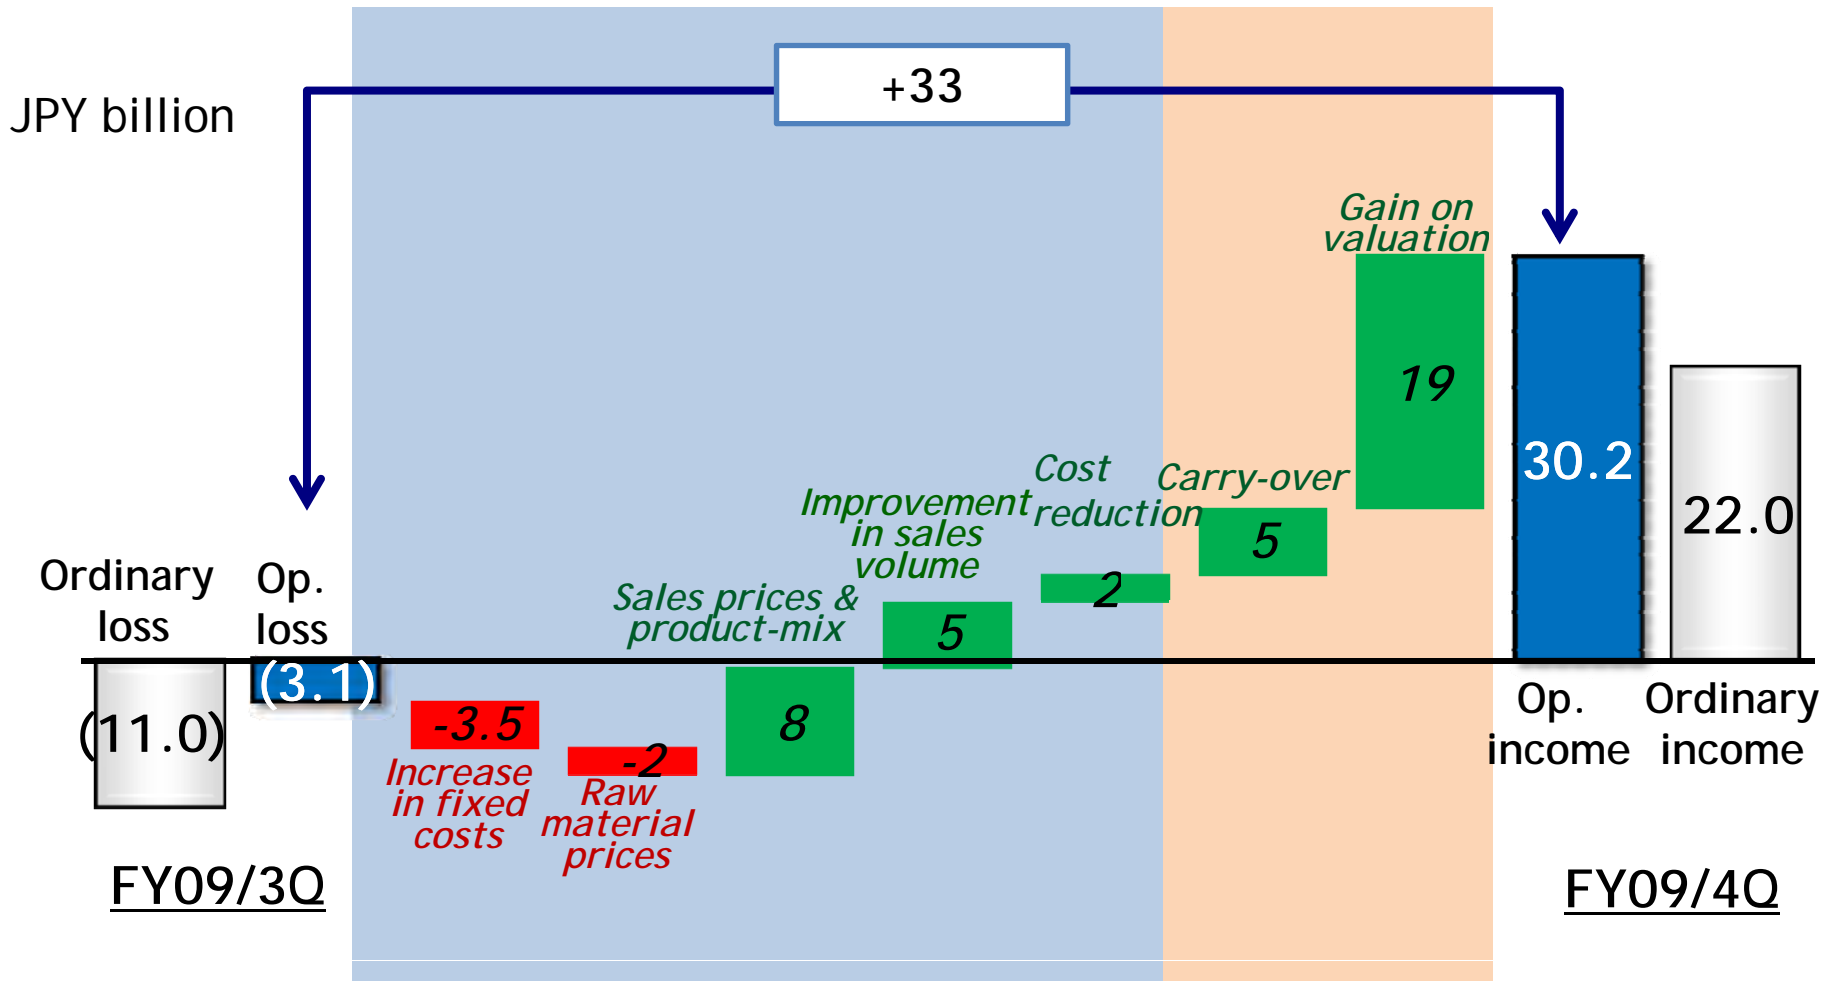 +33
JPY billion
Gain on
valuation
19
30.2
22.0
Cost
reduction
Carry-over
5
Improvement
in sales
volume
2
Ordinary
loss
Op.
loss
Sales prices &
product-mix
5
(3.1)
(11.0)
-3.5
-2
8
Increase
in fixed
costs
Raw
material
prices
Op.
income
Ordinary
income
FY09/3Q
FY09/4Q